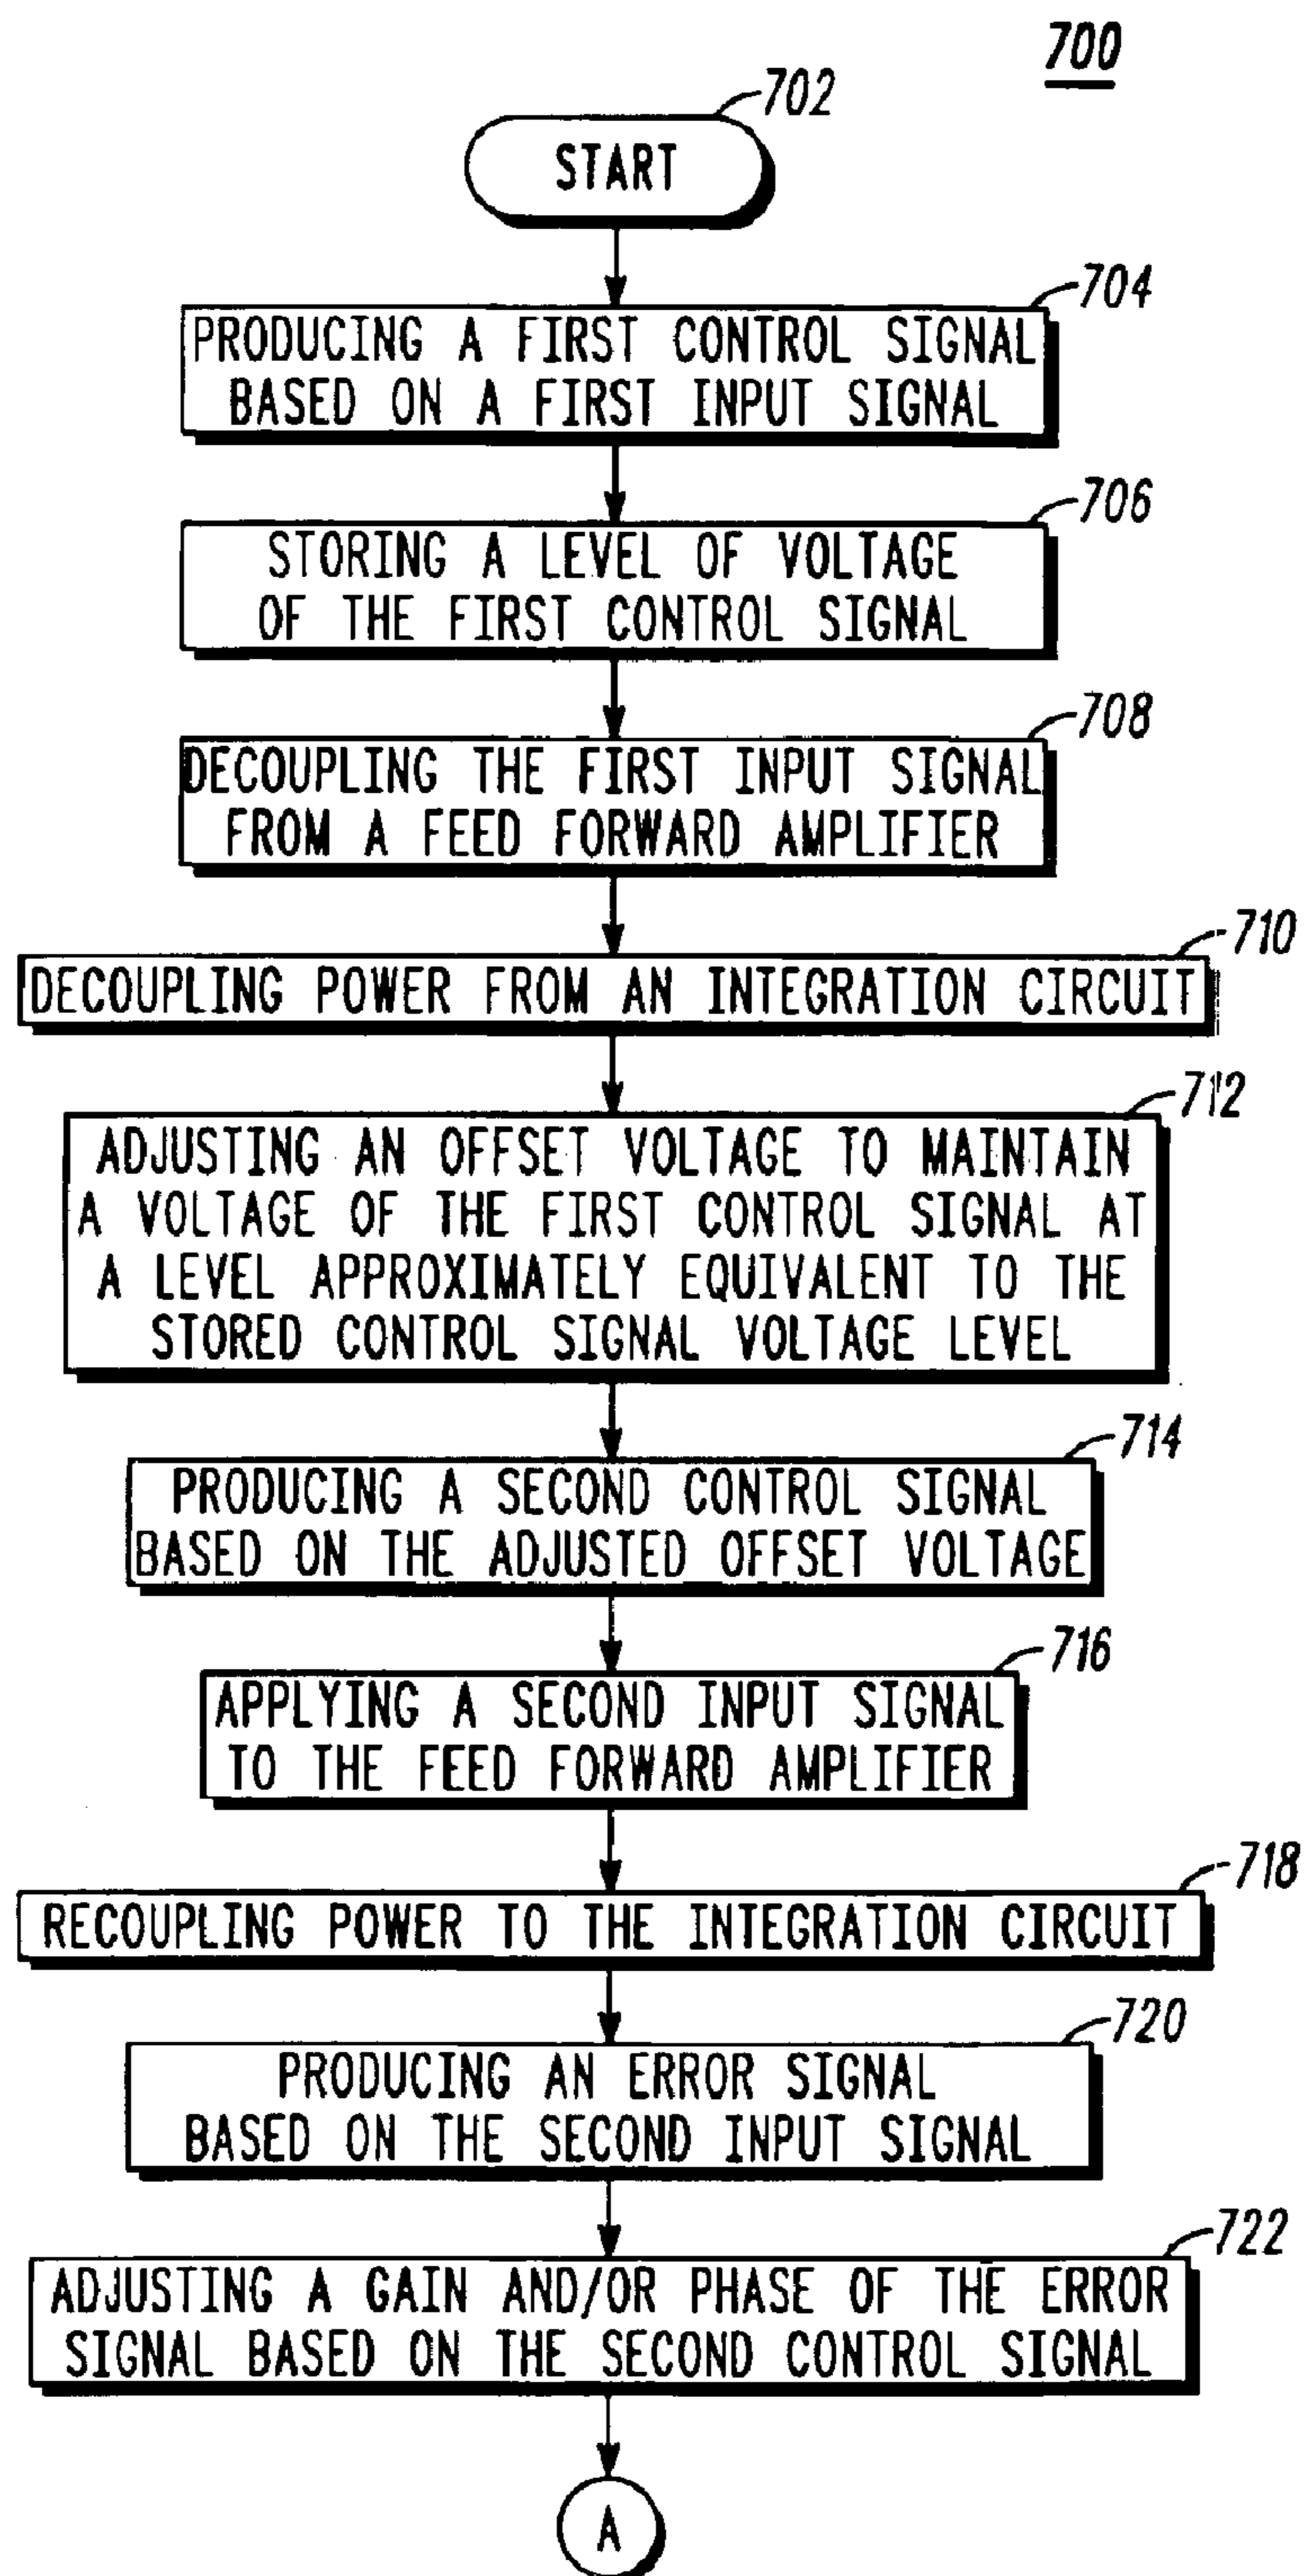 700
702
START
704
PRODUCING A FIRST CONTROL SIGNAL
BASED ON A FIRST INPUT SIGNAL
706
STORING A LEVEL OF VOLTAGE
OF THE FIRST CONTROL SIGNAL
708
DECOUPLING THE FIRST INPUT SIGNAL
FROM A FEED FORWARD AMPLIFIER
710
DECOUPLING POWER FROM AN INTEGRATION CIRCUIT
712
ADJUSTING AN OFFSET VOLTAGE TO MAINTAIN
A VOLTAGE OF THE FIRST CONTROL SIGNAL AT
A LEVEL APPROXIMATELY EQUIVALENT TO THE
STORED CONTROL SIGNAL VOLTAGE LEVEL
714
PRODUCING A SECOND CONTROL SIGNAL
BASED ON THE ADJUSTED OFFSET VOLTAGE
716
APPLYING A SECOND INPUT SIGNAL
TO THE FEED FORWARD AMPLIFIER
718
RECOUPLING POWER TO THE INTEGRATION CIRCUIT
720
PRODUCING AN ERROR SIGNAL
BASED ON THE SECOND INPUT SIGNAL
722
ADJUSTING A GAIN AND/OR PHASE OF THE ERROR
SIGNAL BASED ON THE SECOND CONTROL SIGNAL
A